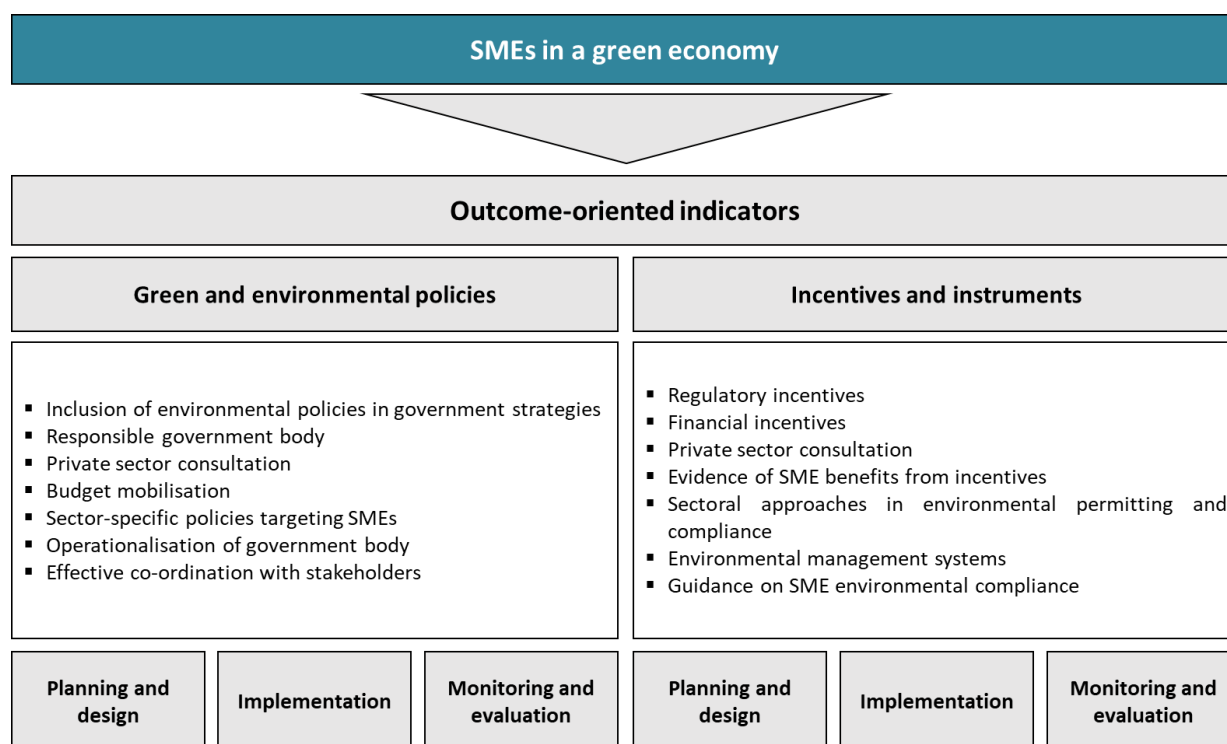 SMEs in a green economy
Outcome-oriented indicators
Green and environmental policies
▪ Inclusion of environmental policies in government strategies
▪ Responsible government body
▪ Private sector consultation
▪ Budget mobilisation
▪ Sector-specific policies targeting SMEs
▪ Operationalisation of government body
▪ Effective co-ordination with stakeholders
Incentives and instruments
▪ Regulatory incentives
▪ Financial incentives
▪ Private sector consultation
▪ Evidence of SME benefits from incentives
▪ Sectoral approaches in environmental permitting and
compliance
▪ Environmental management systems
▪ Guidance on SME environmental compliance
Planning and
design
Implementation
Monitoring and
evaluation
Planning and
design
Implementation
Monitoring and
evaluation